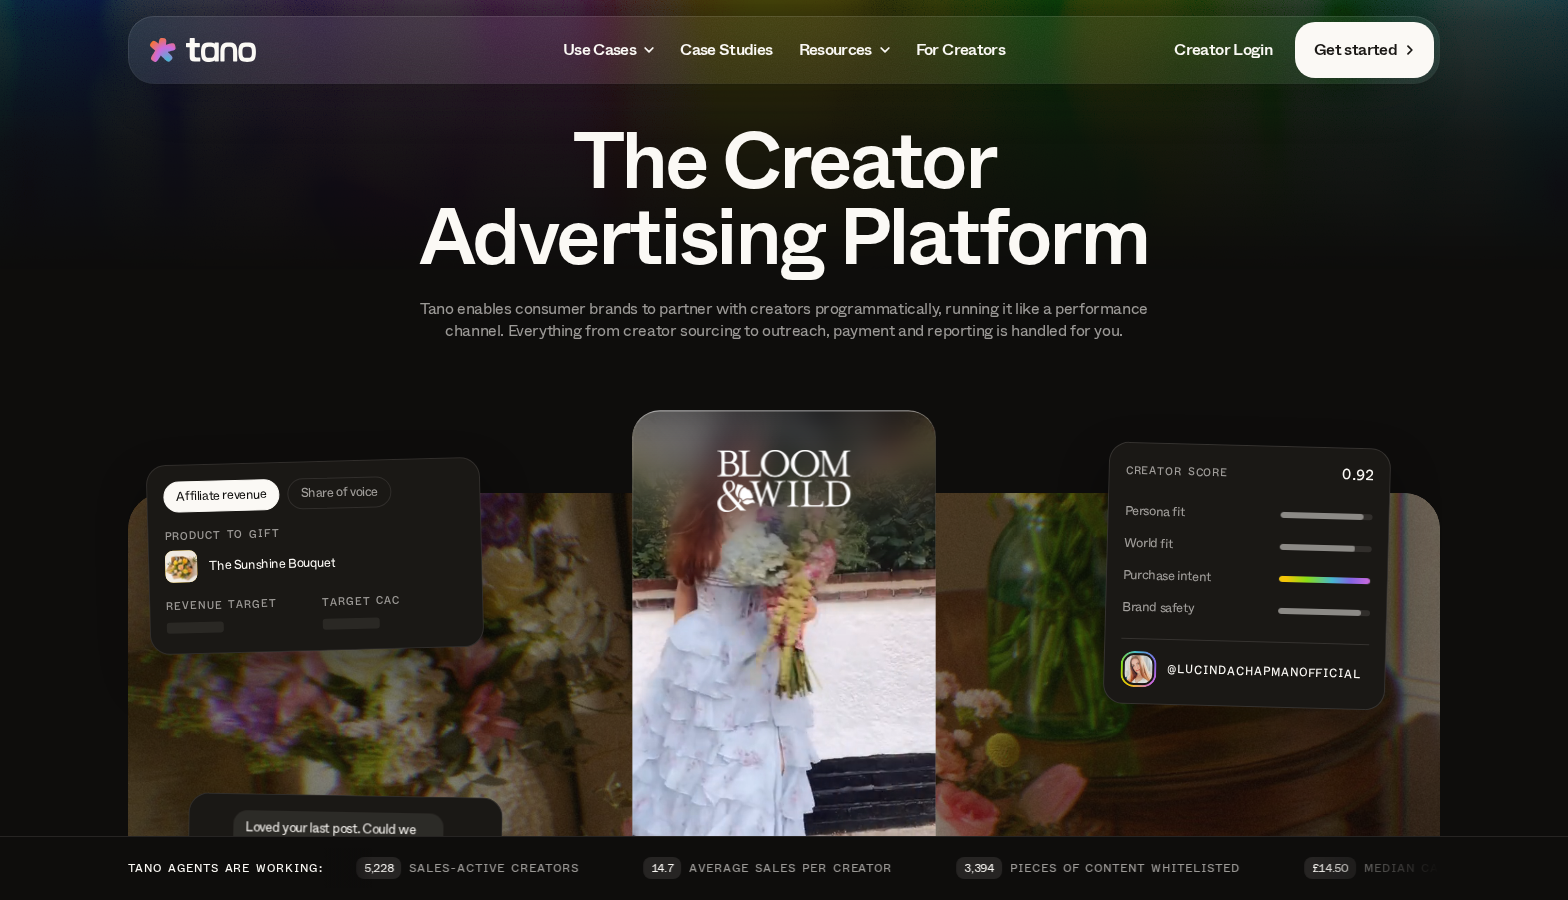 tano
Use Cases
Case Studies
Resources
For Creators
Creator Login
Get started
The Creator
Advertising Platform
Tano enables consumer brands to partner with creators programmatically, running it like a performance
channel. Everything from creator sourcing to outreach, payment and reporting is handled for you.
Affiliate revenue
Share of voice
PRODUCT TO GIFT
The Sunshine Bouquet
REVENUE TARGET
TARGET CAC
BLOOM
&WILD
CREATOR SCORE
0.92
Persona fit
World fit
Purchase intent
Brand safety
@LUCINDACHAPMANOFFICIAL
Loved your last post. Could we
TANO AGENTS ARE WORKING:
5,228 SALES-ACTIVE CREATORS
14.7 AVERAGE SALES PER CREATOR
3,394 PIECES OF CONTENT WHITELISTED
£14.50 MEDIAN